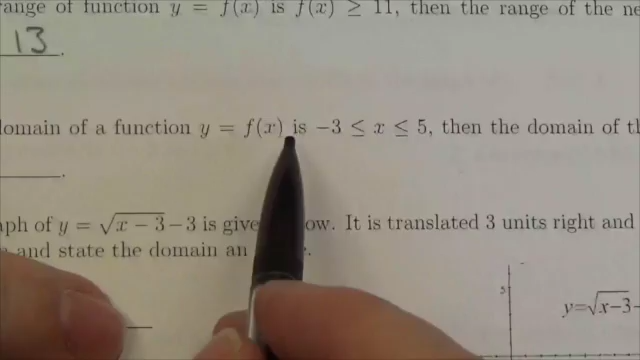 range of function y = f(x) is f(x) ≥ 11, then the range of the ne
13 .
domain of a function y = f(x) is −3 ≤ x ≤ 5, then the domain of th
.
aph of y = √x − 3 − 3 is give ow. It is translated 3 units right and
and state the domain an
5
y=√x−3−